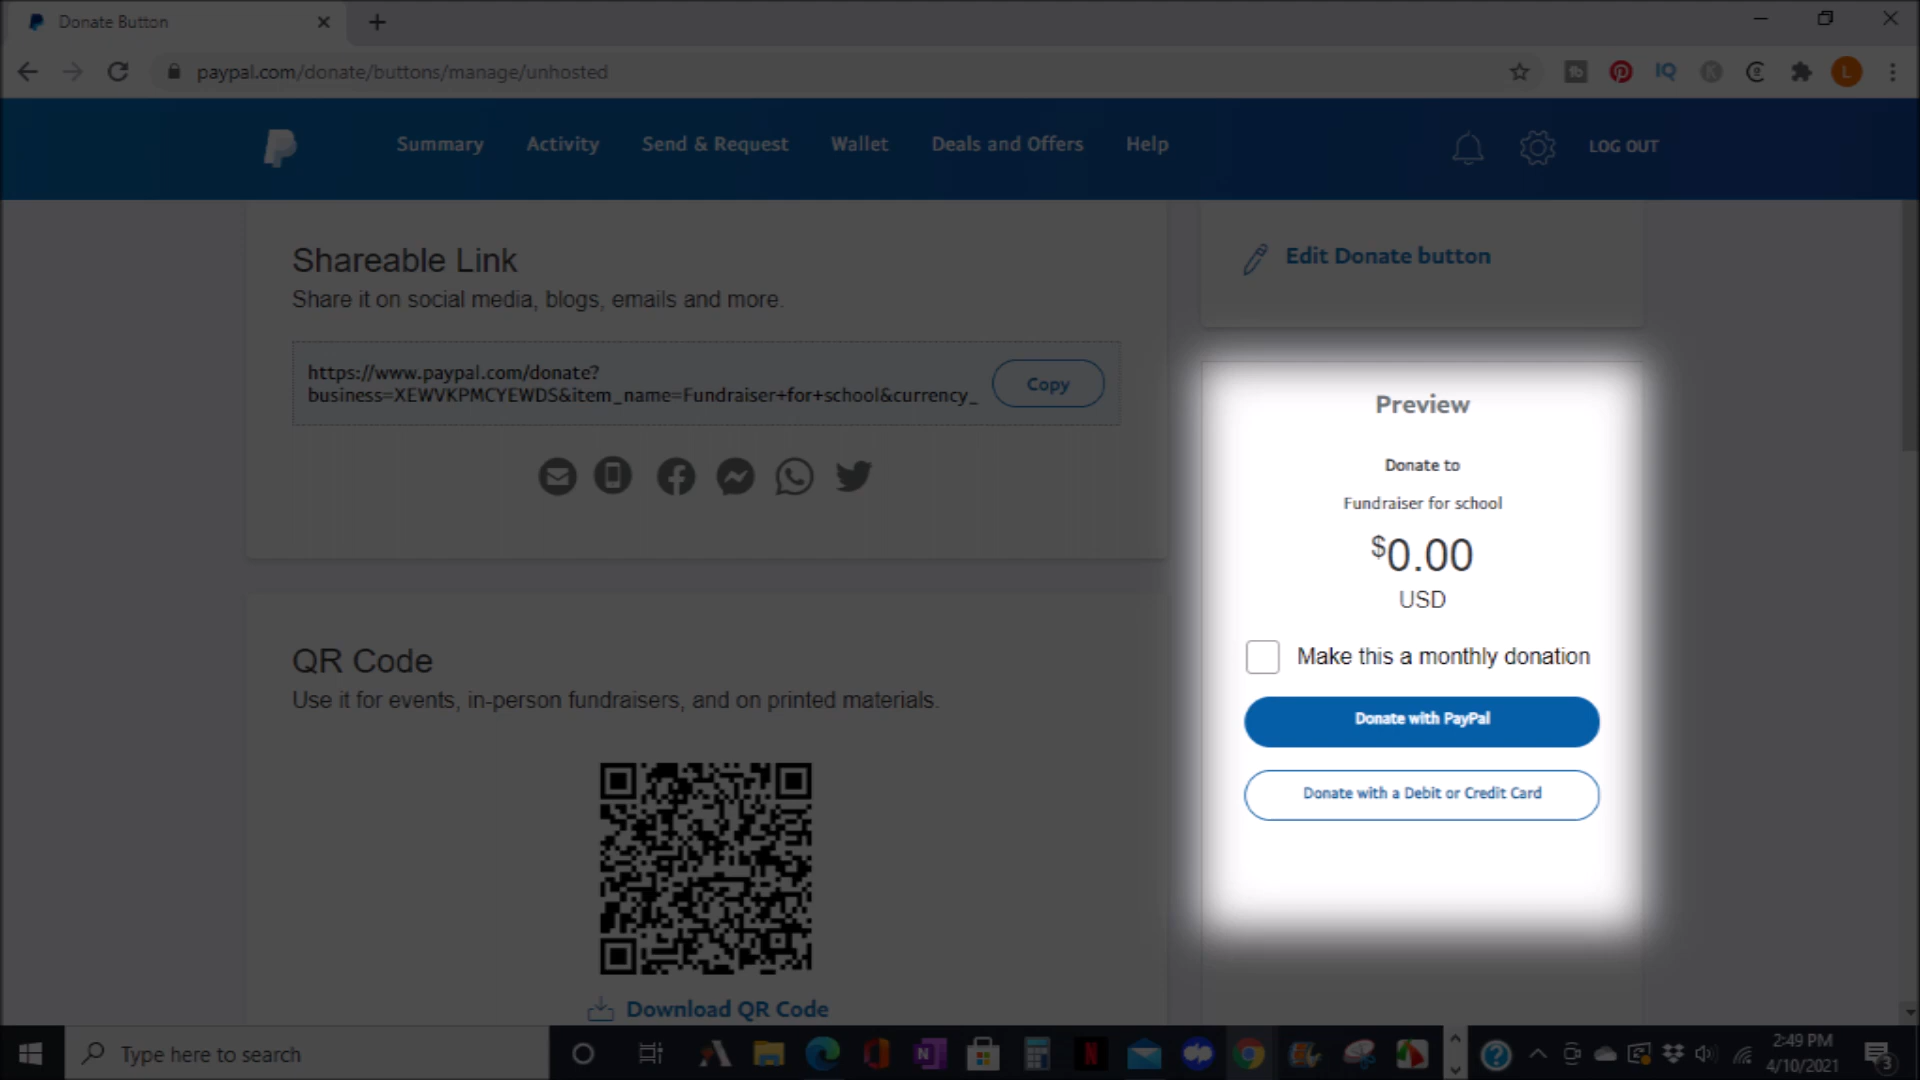 Donate Button
paypal.com/donate/buttons/manage/unhosted
Summary Activity Send & Request Wallet Deals and Offers Help LOG OUT
Shareable Link
Share it on social media, blogs, emails and more.
https://www.paypal.com/donate?
business=XEWVKPMCYEWDS&item_name=Fundraiser+for+school&currency_
Copy
QR Code
Use it for events, in-person fundraisers, and on printed materials.
Download QR Code
Edit Donate button
Preview
Donate to
Fundraiser for school
$0.00
USD
Make this a monthly donation
Donate with PayPal
Donate with a Debit or Credit Card
Type here to search
2:49 PM
4/10/2021
3